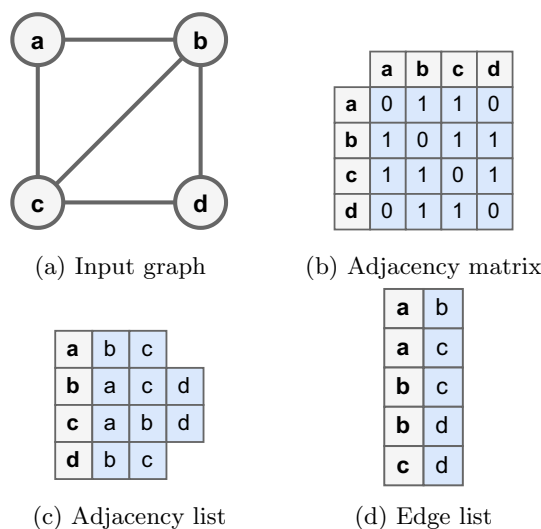 a b
c d
(a) Input graph
a b c d
a 0 1 1 0
b 1 0 1 1
c 1 1 0 1
d 0 1 1 0
(b) Adjacency matrix
a b c
b a c d
c a b d
d b c
(c) Adjacency list
a b
a c
b c
b d
c d
(d) Edge list